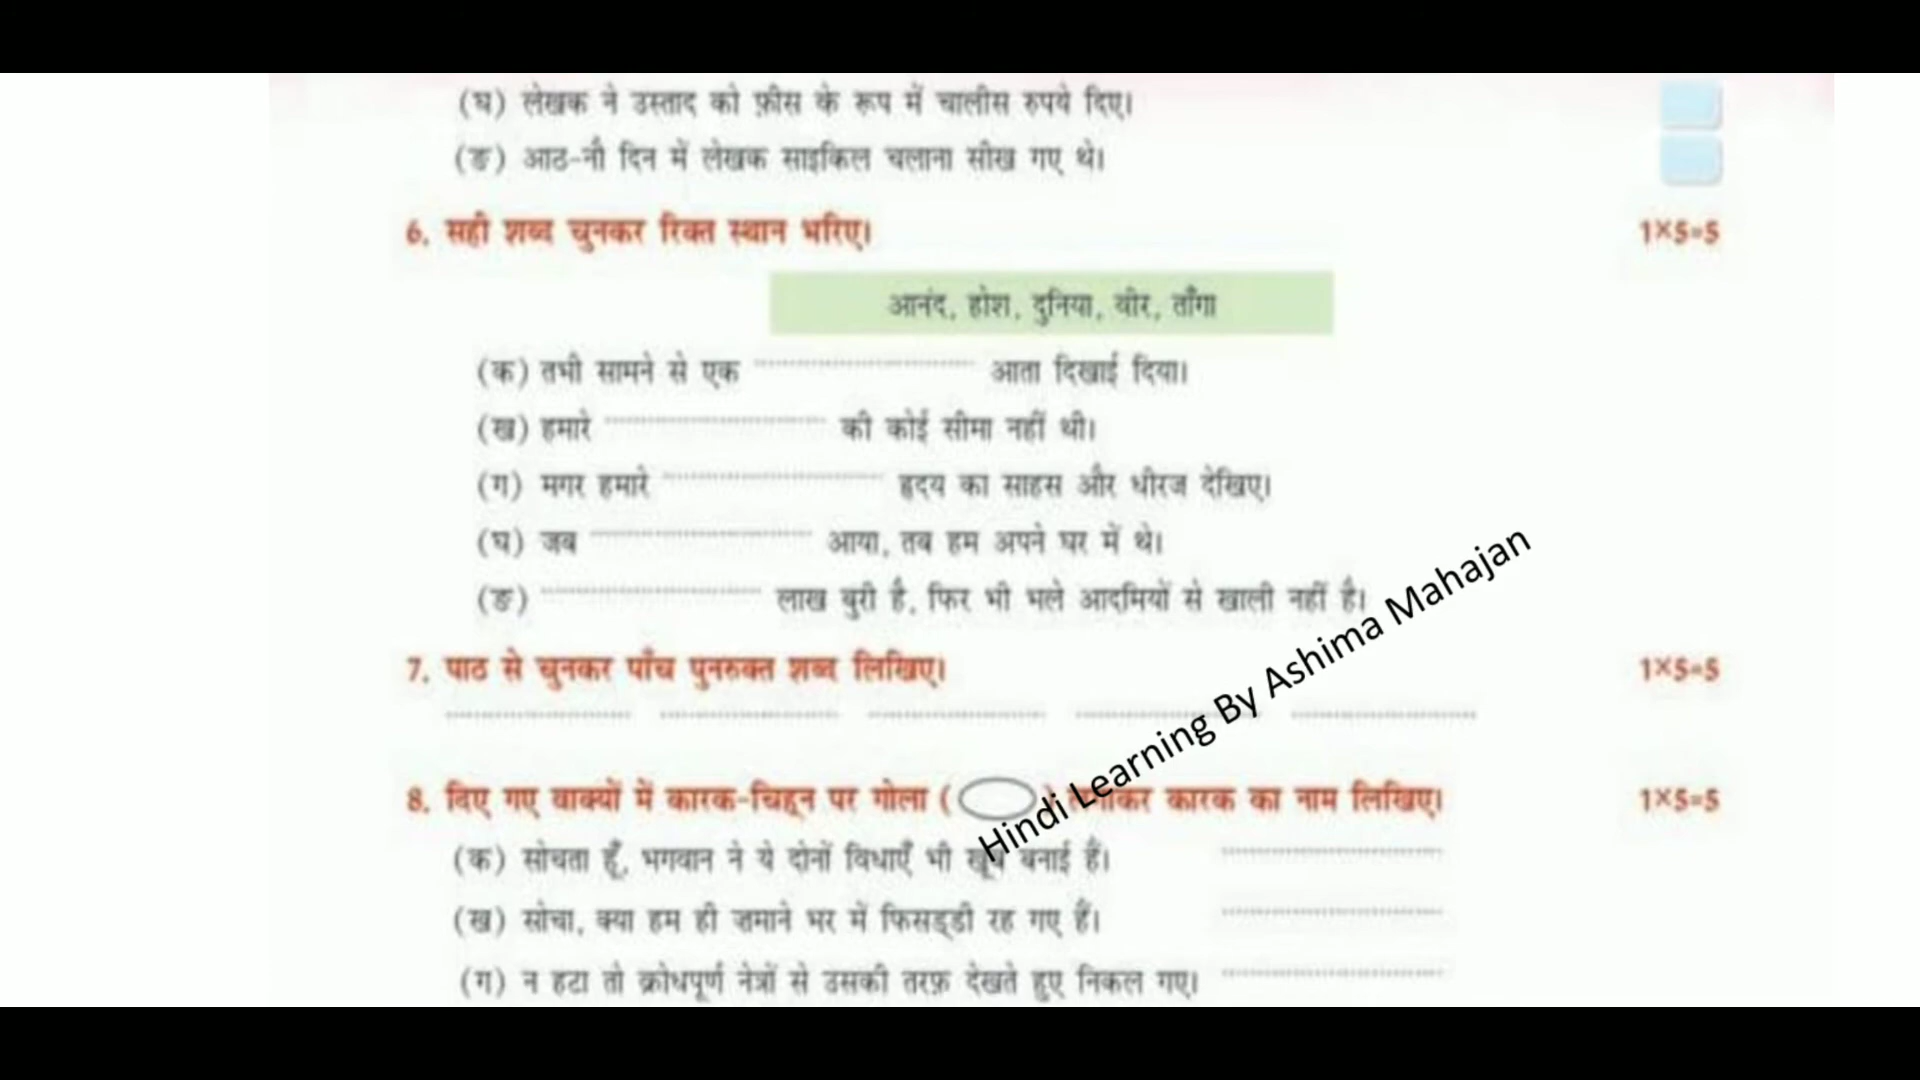 (घ) लेखक ने उस्ताद को फ़ीस के रूप में चालीस रुपये दिए।
(ङ) आठ-नौ दिन में लेखक साइकिल चलाना सीख गए थे।
6. सही शब्द चुनकर रिक्त स्थान भरिए। 1×5=5
आनंद, होश, दुनिया, वीर, ताँगा
(क) तभी सामने से एक ........ आता दिखाई दिया।
(ख) हमारे ........ की कोई सीमा नहीं थी।
(ग) मगर हमारे ........ हृदय का साहस और धीरज देखिए।
(घ) जब ........ आया, तब हम अपने घर में थे।
(ङ) ........ लाख बुरी है, फिर भी भले आदमियों से खाली नहीं है।
7. पाठ से चुनकर पाँच पुनरुक्त शब्द लिखिए। 1×5=5
8. दिए गए वाक्यों में कारक-चिह्न पर गोला ( ) लगाकर कारक का नाम लिखिए। 1×5=5
(क) सोचता हूँ, भगवान ने ये दोनों विधाएँ भी खूब बनाई हैं।
(ख) सोचा, क्या हम ही ज़माने भर में फिसड्डी रह गए हैं।
(ग) न हटा तो क्रोधपूर्ण नेत्रों से उसकी तरफ़ देखते हुए निकल गए।
Hindi Learning By Ashima Mahajan